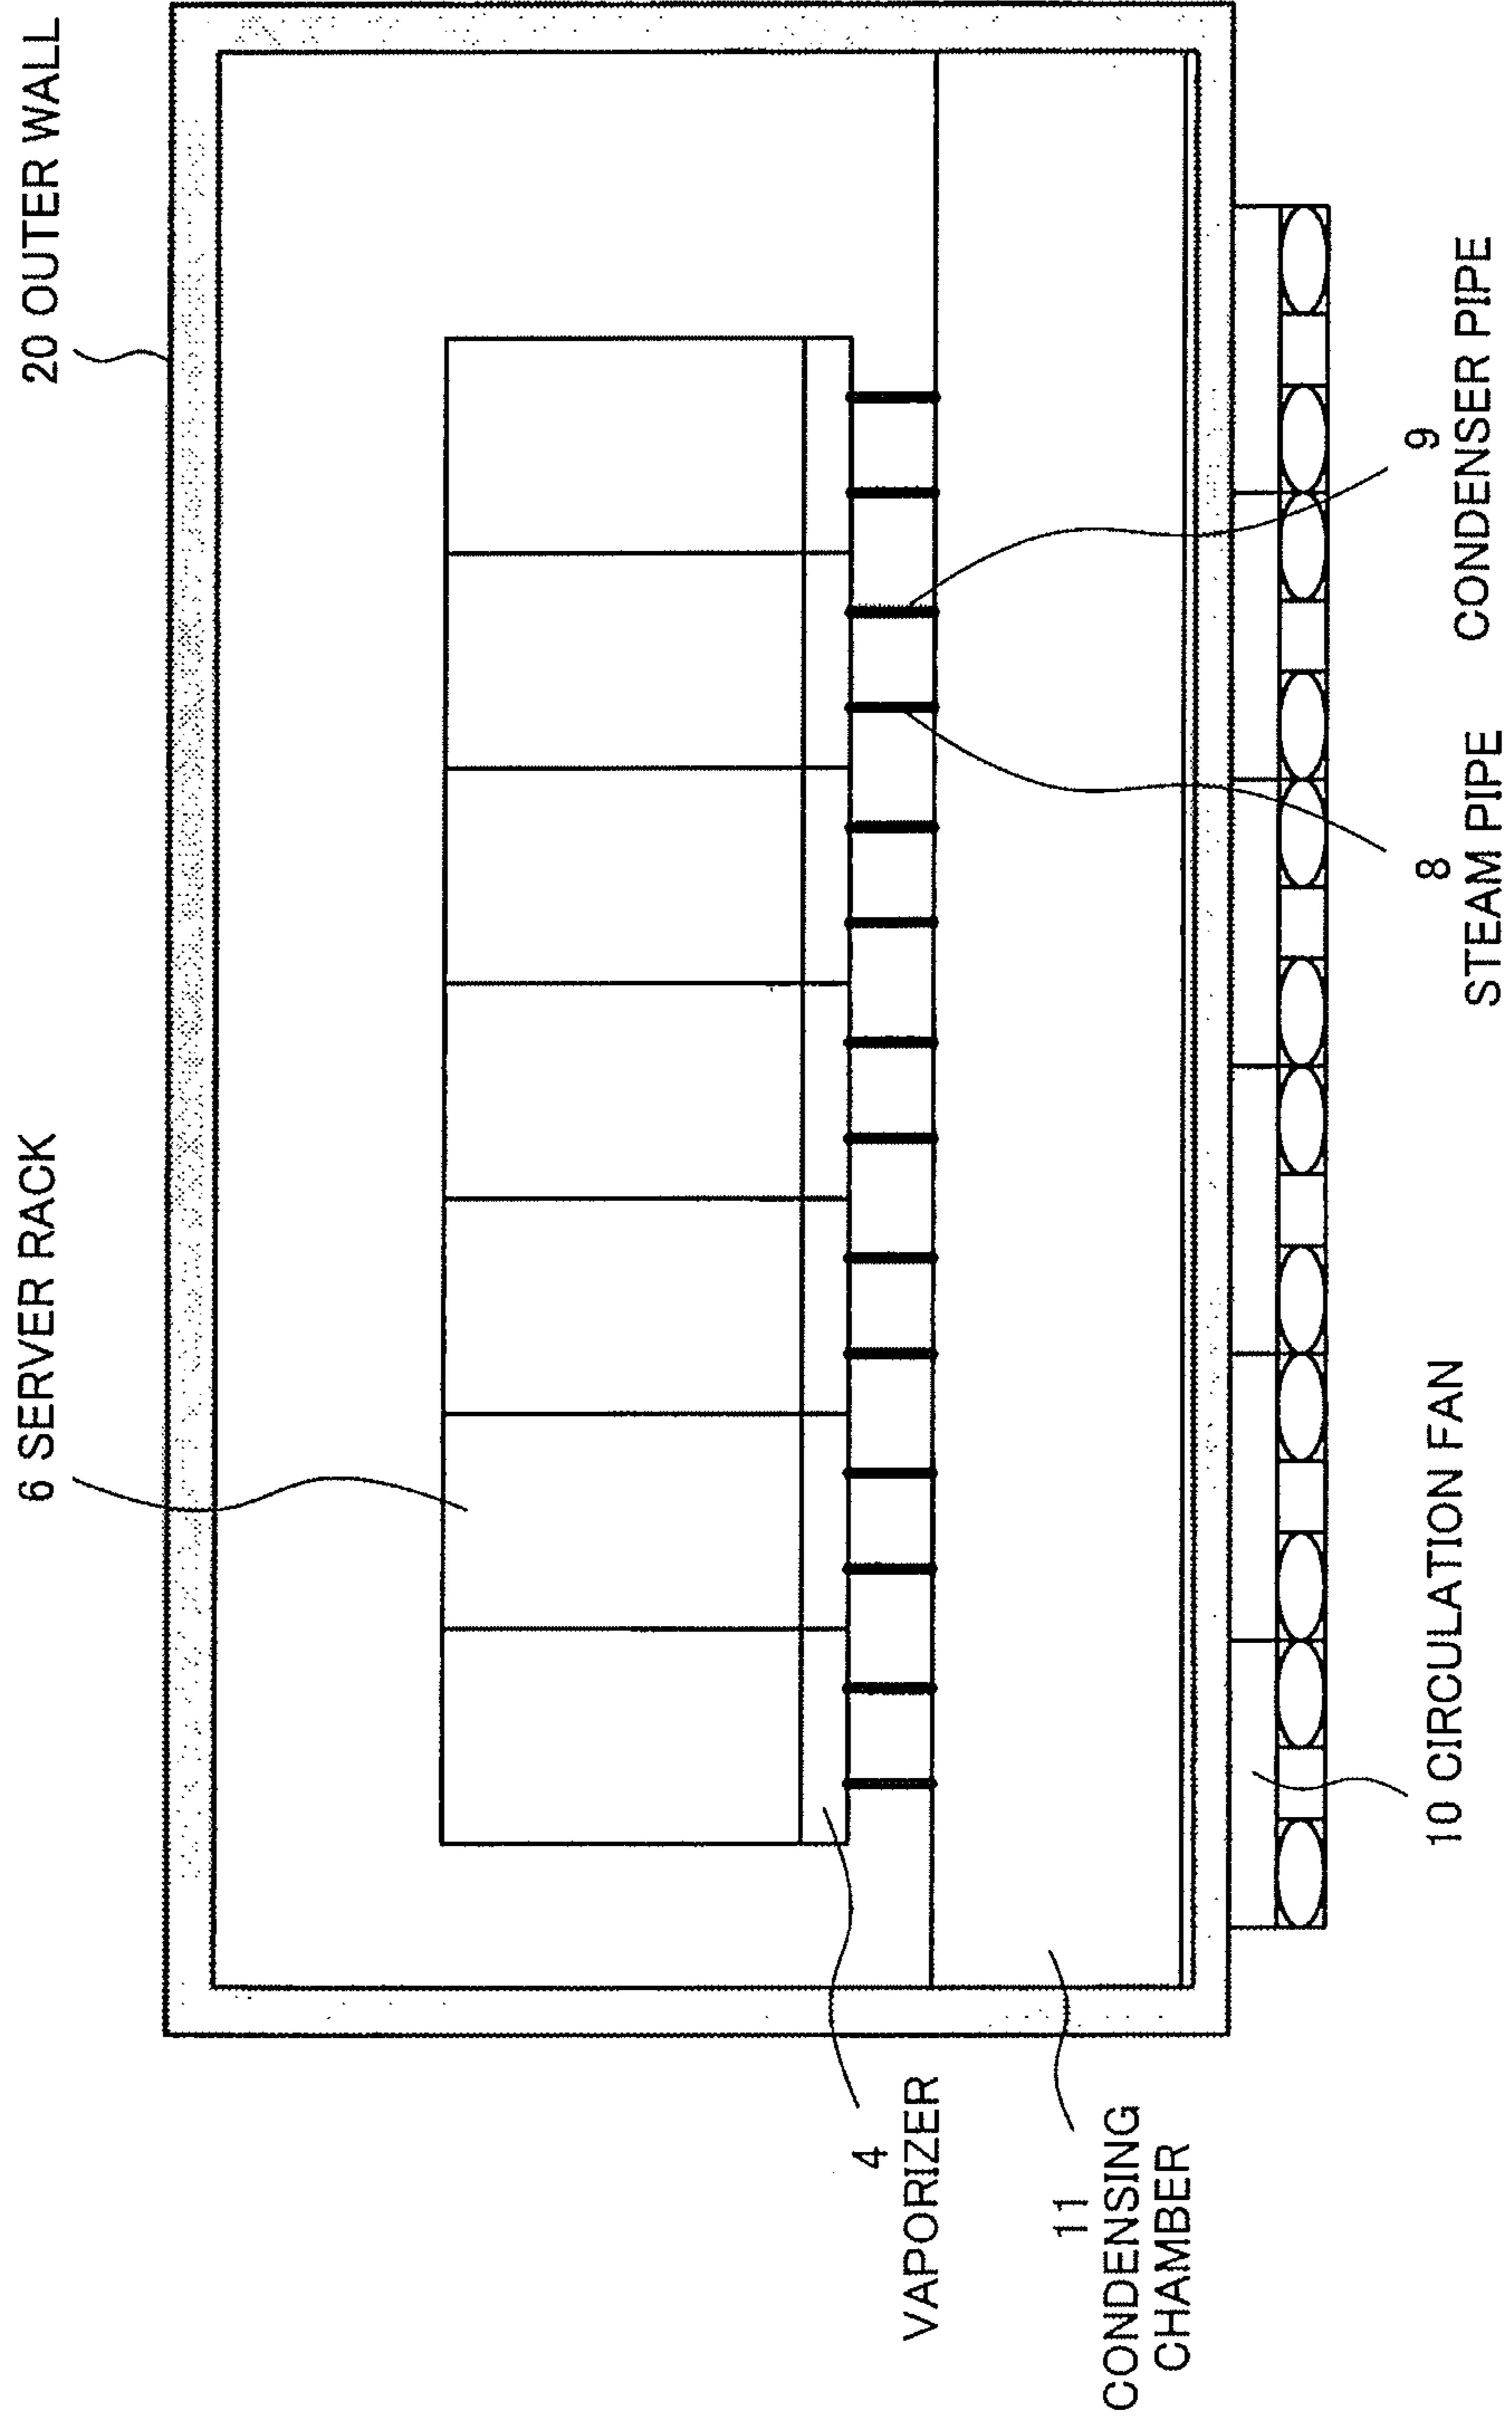 6 SERVER RACK
20 OUTER WALL
4
VAPORIZER
11
CONDENSING
CHAMBER
10 CIRCULATION FAN
8
STEAM PIPE
9
CONDENSER PIPE